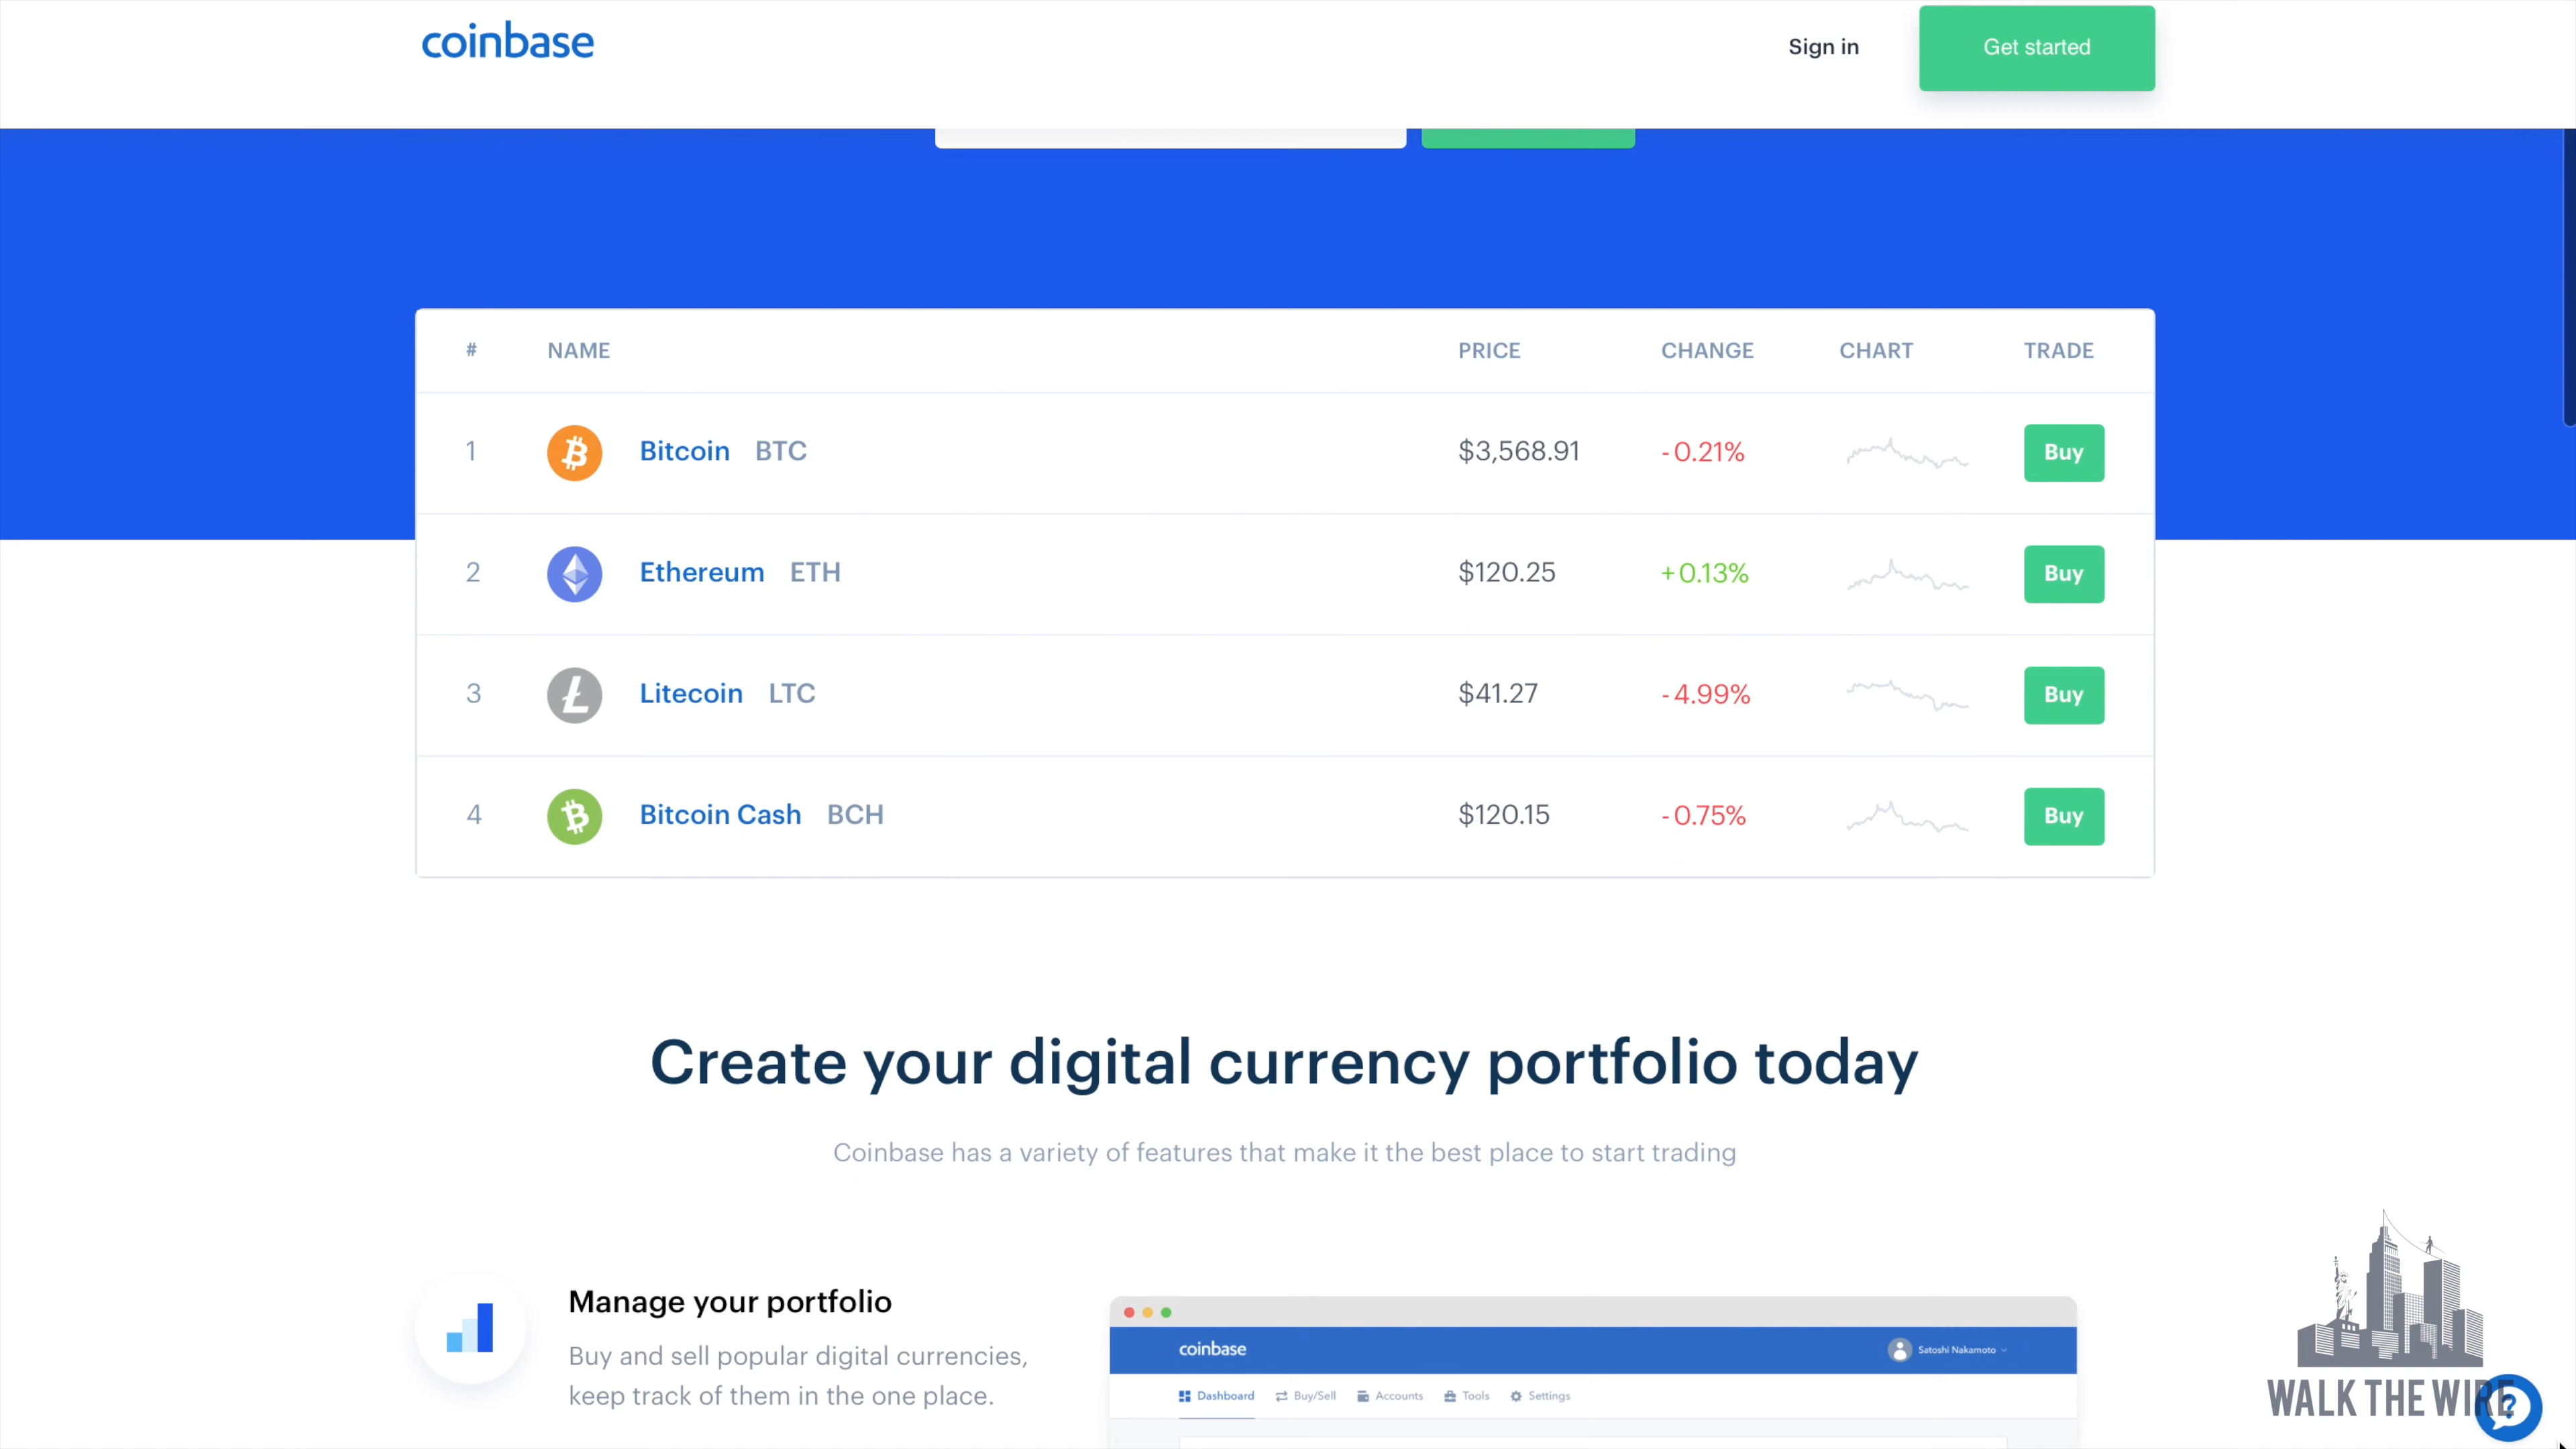 coinbase
Sign in
Get started
# NAME PRICE CHANGE CHART TRADE
1 Bitcoin BTC $3,568.91 -0.21% Buy
2 Ethereum ETH $120.25 +0.13% Buy
3 Litecoin LTC $41.27 -4.99% Buy
4 Bitcoin Cash BCH $120.15 -0.75% Buy
Create your digital currency portfolio today
Coinbase has a variety of features that make it the best place to start trading
Manage your portfolio
Buy and sell popular digital currencies,
keep track of them in the one place.
coinbase
Satoshi Nakamoto
Dashboard Buy/Sell Accounts Tools Settings
WALK THE WIRE
?